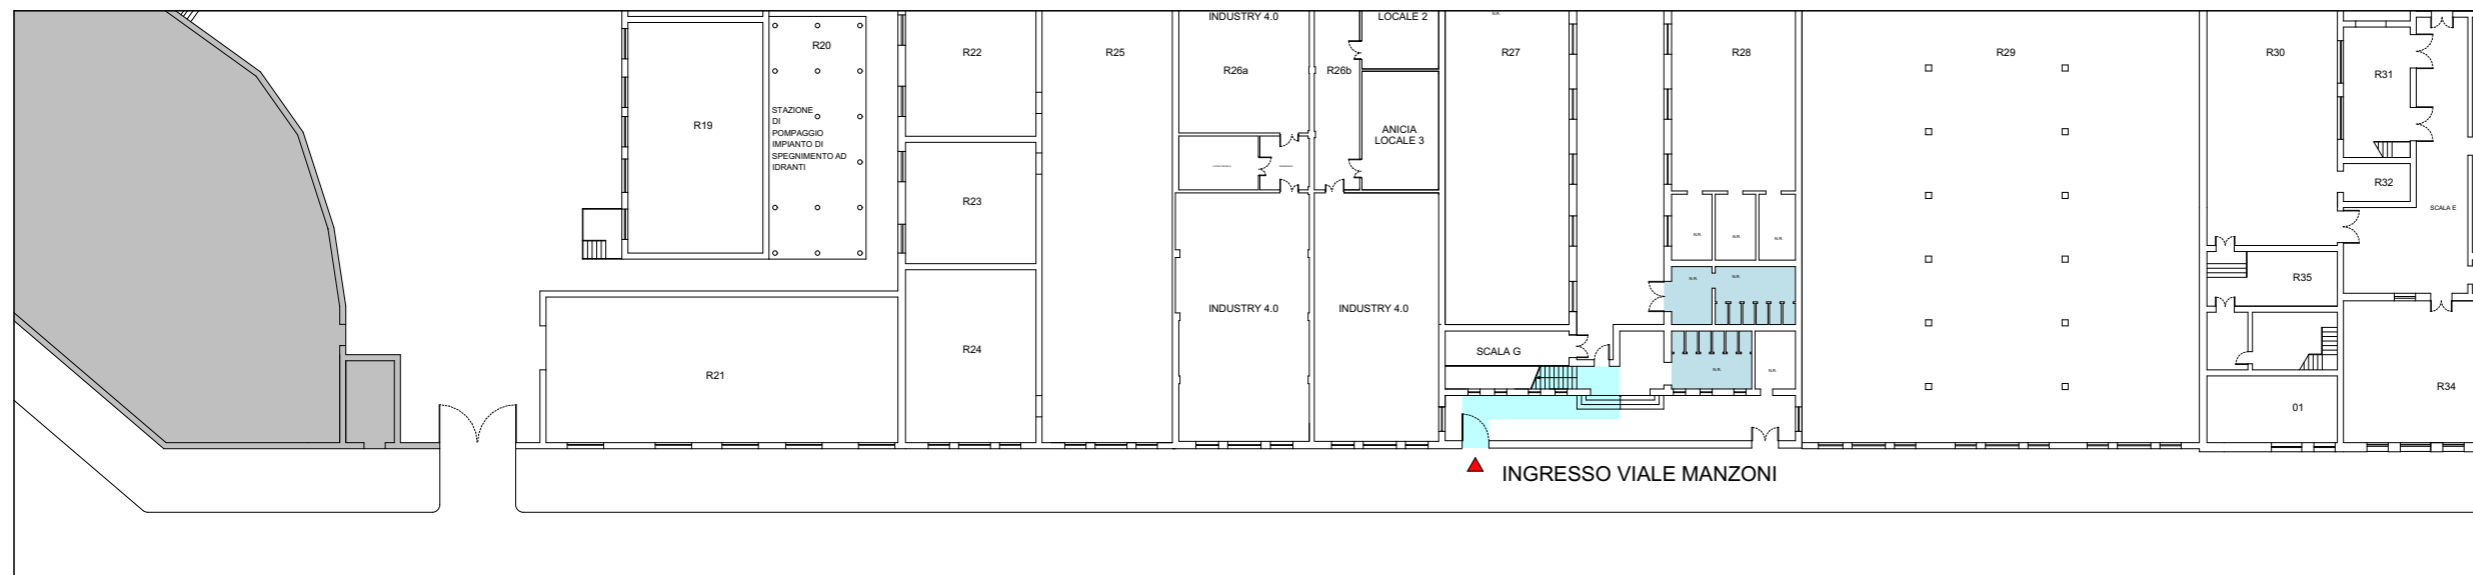 INDUSTRY 4.0
LOCALE 2
N.R.
R20
R22
R25
R26a
R26b
R27
R28
R29
R30
R31
STAZIONE
DI
POMPAGGIO
IMPIANTO DI
SPEGNIMENTO AD
IDRANTI
R19
ANICIA
LOCALE 3
R23
R32
SCALA E
N.R.
N.R.
N.R.
N.R.
N.R.
R35
INDUSTRY 4.0
INDUSTRY 4.0
R24
SCALA G
R21
N.R.
N.R.
R34
01
INGRESSO VIALE MANZONI